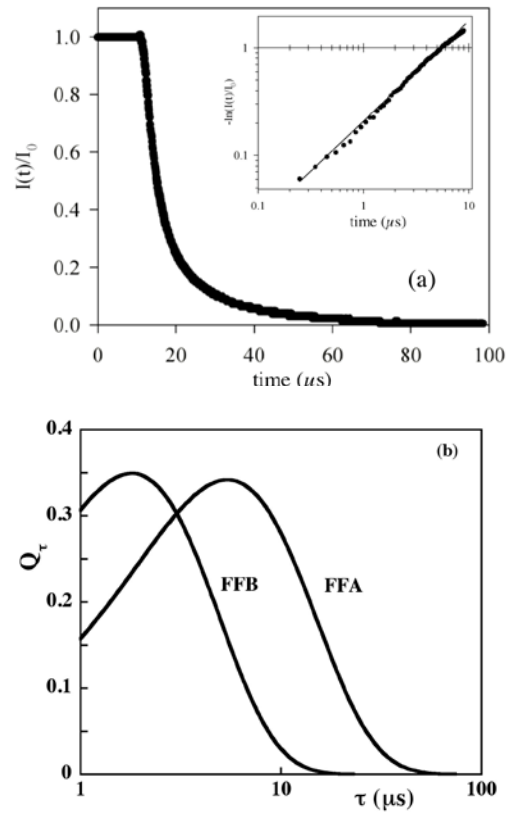 1.0
0.8
0.6
0.4
0.2
0.0
I(t)/I₀
0 20 40 60 80 100
time (μs)
(a)
1
0.1
-ln(I(t)/I₀)
0.1 1 10
time (μs)
0.4
0.3
0.2
0.1
0
Qτ
(b)
FFB
FFA
1 10 100
τ (μs)